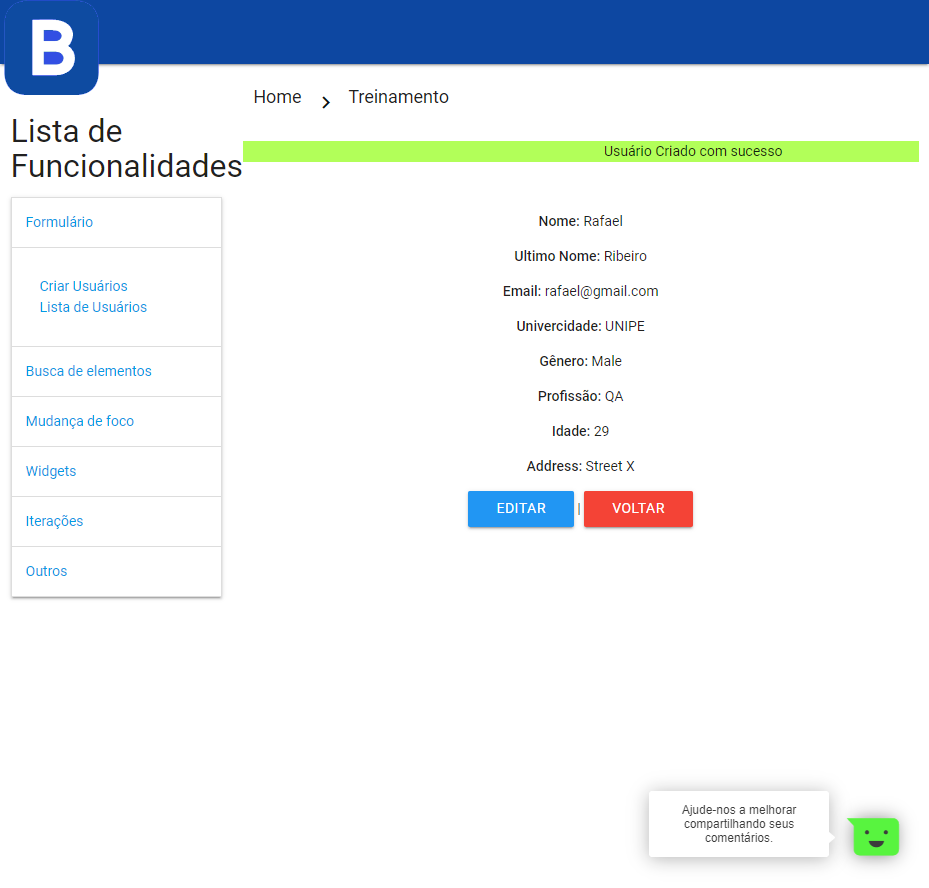 B
Home
Treinamento
Lista de
Funcionalidades
Usuário Criado com sucesso
Formulário
Criar Usuários
Lista de Usuários
Busca de elementos
Mudança de foco
Widgets
Iterações
Outros
Nome: Rafael
Ultimo Nome: Ribeiro
Email: rafael@gmail.com
Univercidade: UNIPE
Gênero: Male
Profissão: QA
Idade: 29
Address: Street X
EDITAR | VOLTAR
Ajude-nos a melhorar
compartilhando seus
comentários.